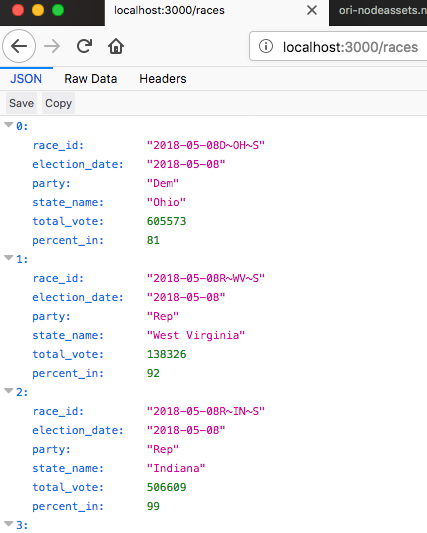 localhost:3000/races
ori-nodeassets.n
localhost:3000/races
JSON Raw Data Headers
Save Copy
0:
race_id: "2018-05-08D~OH~S"
election_date: "2018-05-08"
party: "Dem"
state_name: "Ohio"
total_vote: 605573
percent_in: 81
1:
race_id: "2018-05-08R~WV~S"
election_date: "2018-05-08"
party: "Rep"
state_name: "West Virginia"
total_vote: 138326
percent_in: 92
2:
race_id: "2018-05-08R~IN~S"
election_date: "2018-05-08"
party: "Rep"
state_name: "Indiana"
total_vote: 506609
percent_in: 99
3: